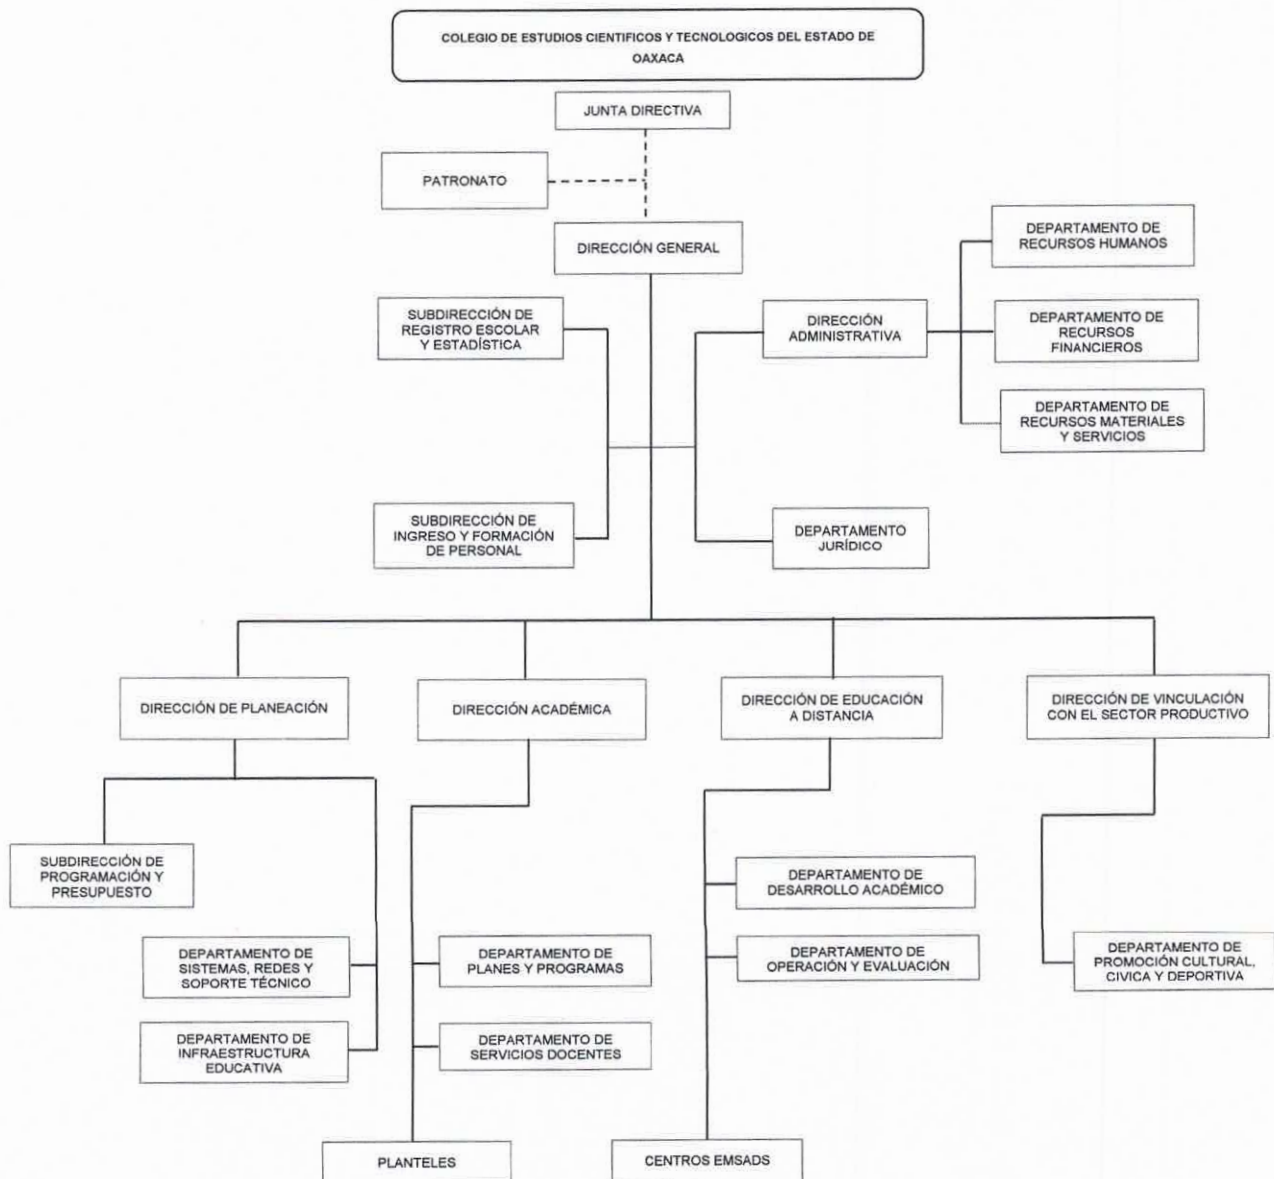 COLEGIO DE ESTUDIOS CIENTIFICOS Y TECNOLOGICOS DEL ESTADO DE
OAXACA
JUNTA DIRECTIVA
PATRONATO
DIRECCIÓN GENERAL
DEPARTAMENTO DE
RECURSOS HUMANOS
SUBDIRECCIÓN DE
REGISTRO ESCOLAR
Y ESTADÍSTICA
DIRECCIÓN
ADMINISTRATIVA
DEPARTAMENTO DE
RECURSOS
FINANCIEROS
DEPARTAMENTO DE
RECURSOS MATERIALES
Y SERVICIOS
SUBDIRECCIÓN DE
INGRESO Y FORMACIÓN
DE PERSONAL
DEPARTAMENTO
JURÍDICO
DIRECCIÓN DE PLANEACIÓN
DIRECCIÓN ACADÉMICA
DIRECCIÓN DE EDUCACIÓN
A DISTANCIA
DIRECCIÓN DE VINCULACIÓN
CON EL SECTOR PRODUCTIVO
SUBDIRECCIÓN DE
PROGRAMACIÓN Y
PRESUPUESTO
DEPARTAMENTO DE
DESARROLLO ACADÉMICO
DEPARTAMENTO DE
SISTEMAS, REDES Y
SOPORTE TÉCNICO
DEPARTAMENTO DE
PLANES Y PROGRAMAS
DEPARTAMENTO DE
OPERACIÓN Y EVALUACIÓN
DEPARTAMENTO DE
PROMOCIÓN CULTURAL,
CIVICA Y DEPORTIVA
DEPARTAMENTO DE
INFRAESTRUCTURA
EDUCATIVA
DEPARTAMENTO DE
SERVICIOS DOCENTES
PLANTELES
CENTROS EMSADS